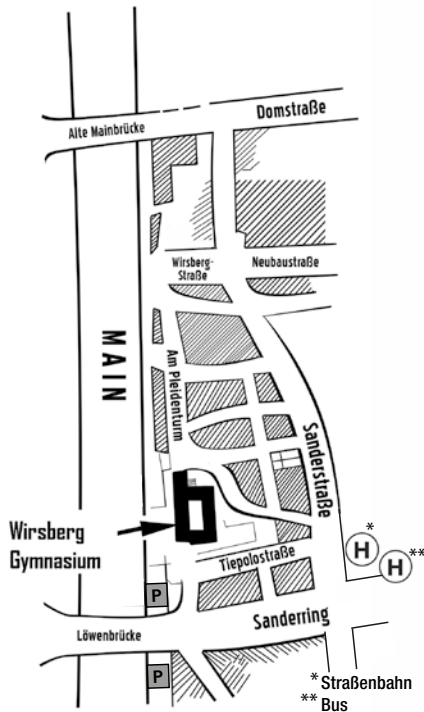 Domstraße
Alte Mainbrücke
Wirsberg-
Straße
Neubaustraße
MAIN
Am Pleidenturm
Sanderstraße
Wirsberg
Gymnasium
*
H
**
H
Tiepolostraße
P
Sanderring
Löwenbrücke
P
* Straßenbahn
** Bus